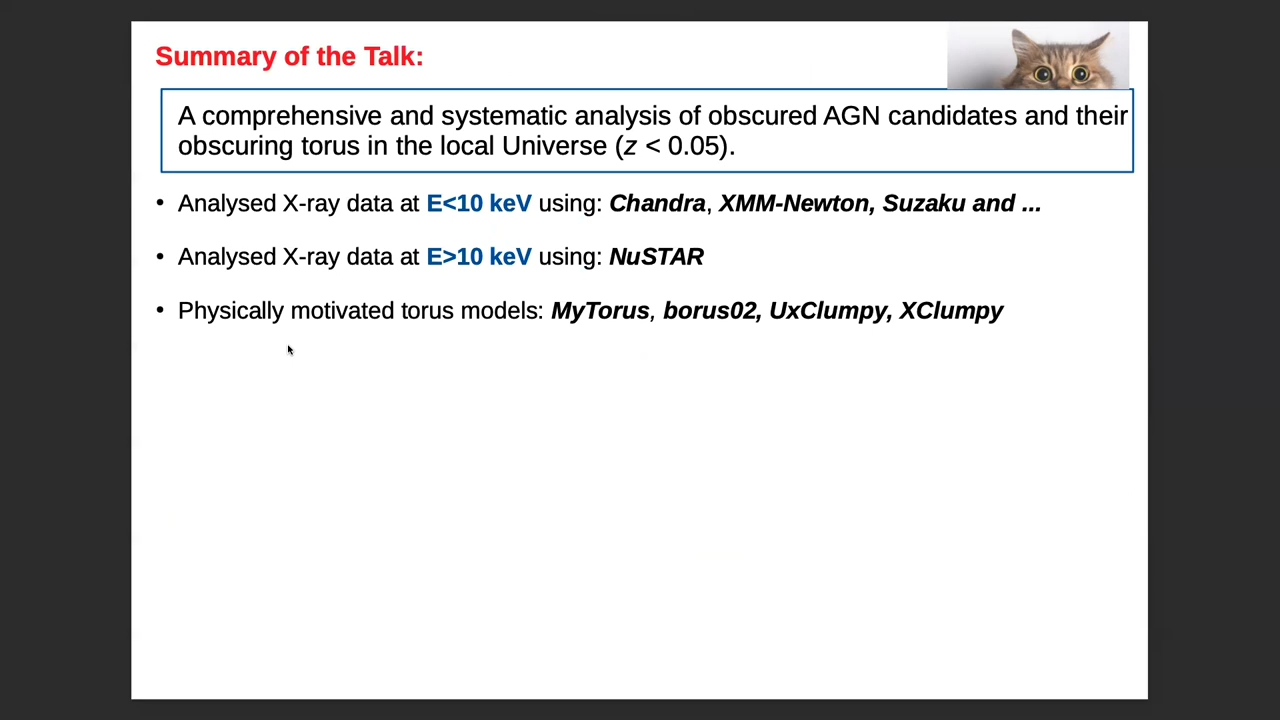 Summary of the Talk:
A comprehensive and systematic analysis of obscured AGN candidates and their
obscuring torus in the local Universe (z < 0.05).
• Analysed X-ray data at E<10 keV using: Chandra, XMM-Newton, Suzaku and ...
• Analysed X-ray data at E>10 keV using: NuSTAR
• Physically motivated torus models: MyTorus, borus02, UxClumpy, XClumpy